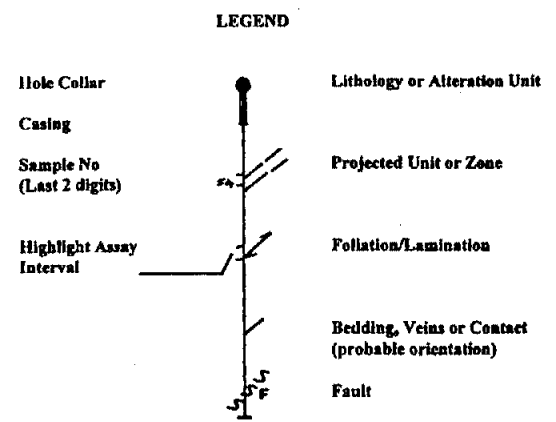 LEGEND
Hole Collar
Lithology or Alteration Unit
Casing
Sample No
(Last 2 digits)
Projected Unit or Zone
Highlight Assay
Interval
Foliation/Lamination
Bedding, Veins or Contact
(probable orientation)
F
Fault